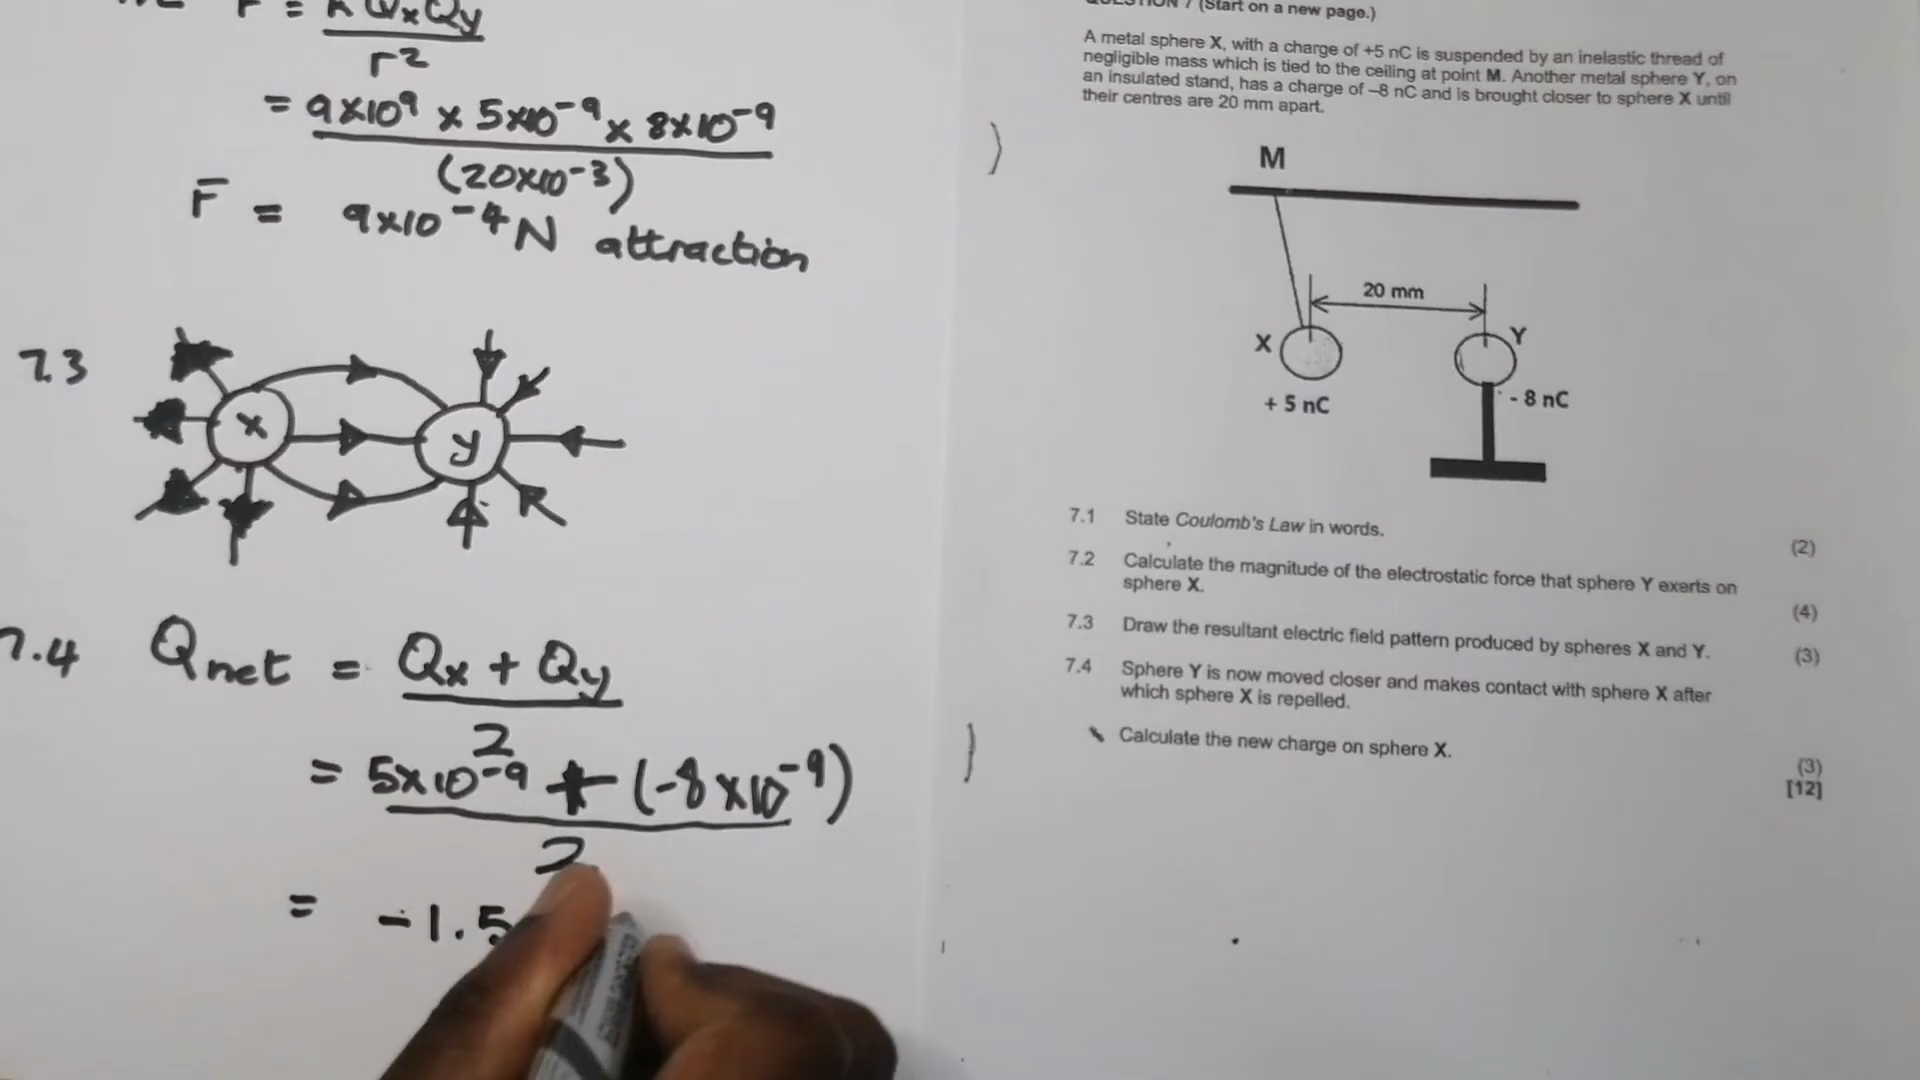 F = k QxQy
r²
= 9×10⁹ × 5×10⁻⁹ × 8×10⁻⁹
(20×10⁻³)
F = 9×10⁻⁴N attraction
7.3
x
y
7.4 Qnet = Qx + Qy
2
= 5×10⁻⁹ + (-8×10⁻⁹)
2
= -1.5
QUESTION 7 (Start on a new page.)
A metal sphere X, with a charge of +5 nC is suspended by an inelastic thread of
negligible mass which is tied to the ceiling at point M. Another metal sphere Y, on
an insulated stand, has a charge of –8 nC and is brought closer to sphere X until
their centres are 20 mm apart.
M
20 mm
X
Y
+ 5 nC
- 8 nC
7.1 State Coulomb's Law in words.
(2)
7.2 Calculate the magnitude of the electrostatic force that sphere Y exerts on
sphere X.
(4)
7.3 Draw the resultant electric field pattern produced by spheres X and Y.
(3)
7.4 Sphere Y is now moved closer and makes contact with sphere X after
which sphere X is repelled.
Calculate the new charge on sphere X.
(3)
[12]